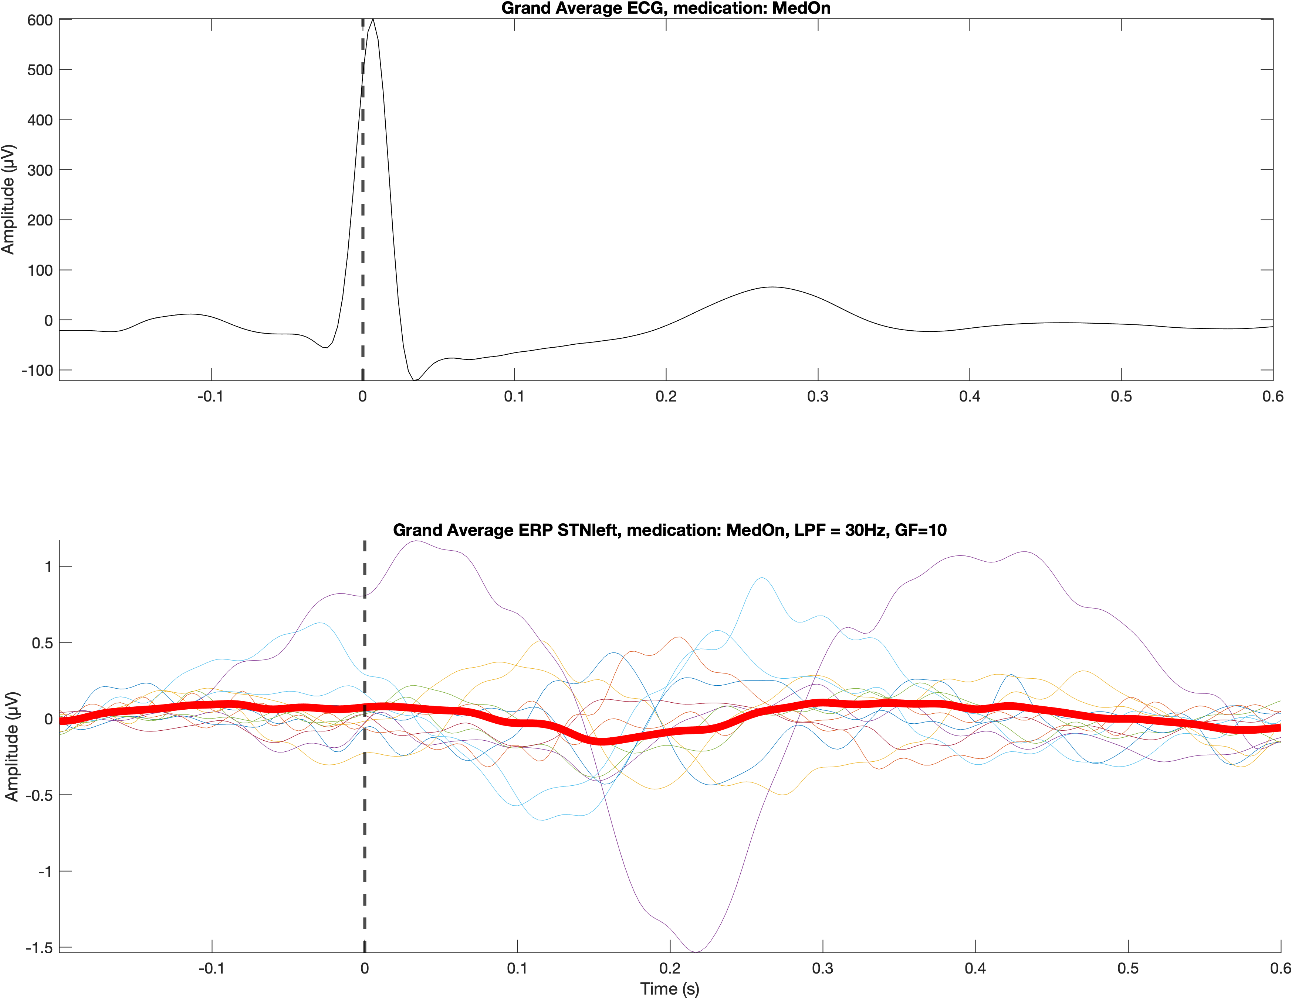 Grand Average ECG, medication: MedOn
600
500
400
300
200
100
0
-100
Amplitude (µV)
-0.1 0 0.1 0.2 0.3 0.4 0.5 0.6
Grand Average ERP STNleft, medication: MedOn, LPF = 30Hz, GF=10
1
0.5
0
-0.5
-1
-1.5
Amplitude (µV)
-0.1 0 0.1 0.2 0.3 0.4 0.5 0.6
Time (s)